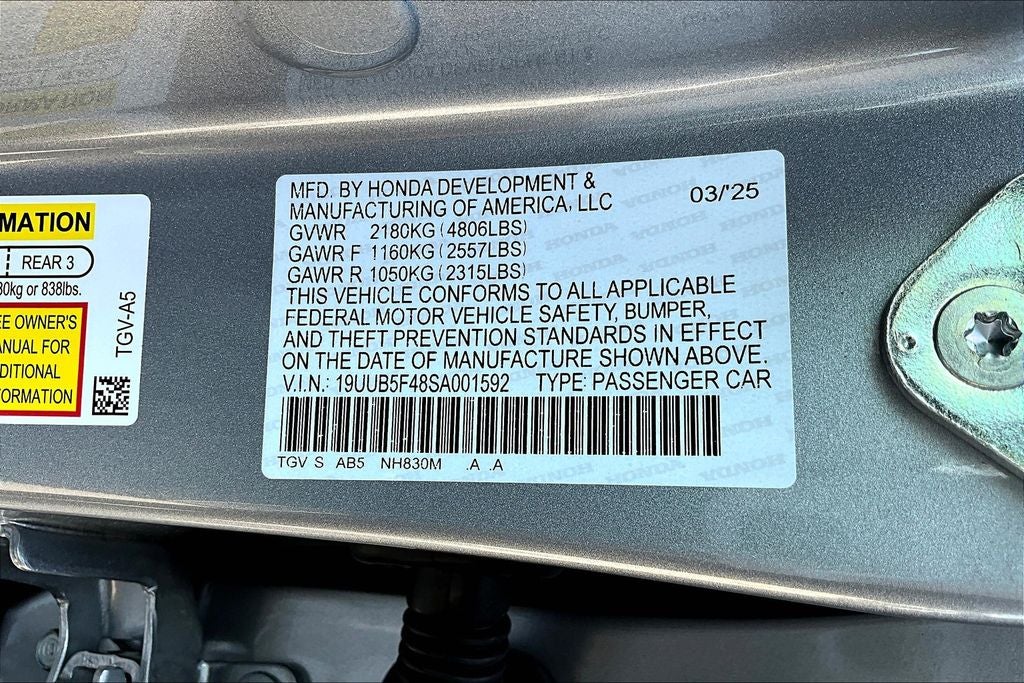 MATION
REAR 3
80kg or 838lbs.
EE OWNER'S
ANUAL FOR
DITIONAL
FORMATION
TGV-A5
MFD. BY HONDA DEVELOPMENT &
MANUFACTURING OF AMERICA, LLC
03/'25
GVWR 2180KG (4806LBS)
GAWR F 1160KG (2557LBS)
GAWR R 1050KG (2315LBS)
THIS VEHICLE CONFORMS TO ALL APPLICABLE
FEDERAL MOTOR VEHICLE SAFETY, BUMPER,
AND THEFT PREVENTION STANDARDS IN EFFECT
ON THE DATE OF MANUFACTURE SHOWN ABOVE.
V.I.N.: 19UUB5F48SA001592 TYPE: PASSENGER CAR
TGV S AB5 NH830M .A .A